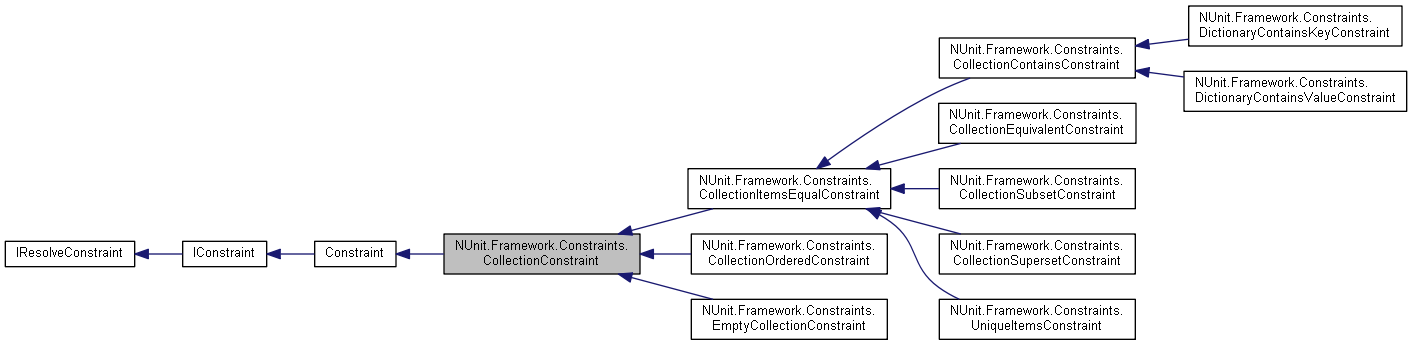 IResolveConstraint
IConstraint
Constraint
NUnit.Framework.Constraints.
CollectionConstraint
NUnit.Framework.Constraints.
CollectionItemsEqualConstraint
NUnit.Framework.Constraints.
CollectionOrderedConstraint
NUnit.Framework.Constraints.
EmptyCollectionConstraint
NUnit.Framework.Constraints.
CollectionContainsConstraint
NUnit.Framework.Constraints.
CollectionEquivalentConstraint
NUnit.Framework.Constraints.
CollectionSubsetConstraint
NUnit.Framework.Constraints.
CollectionSupersetConstraint
NUnit.Framework.Constraints.
UniqueItemsConstraint
NUnit.Framework.Constraints.
DictionaryContainsKeyConstraint
NUnit.Framework.Constraints.
DictionaryContainsValueConstraint